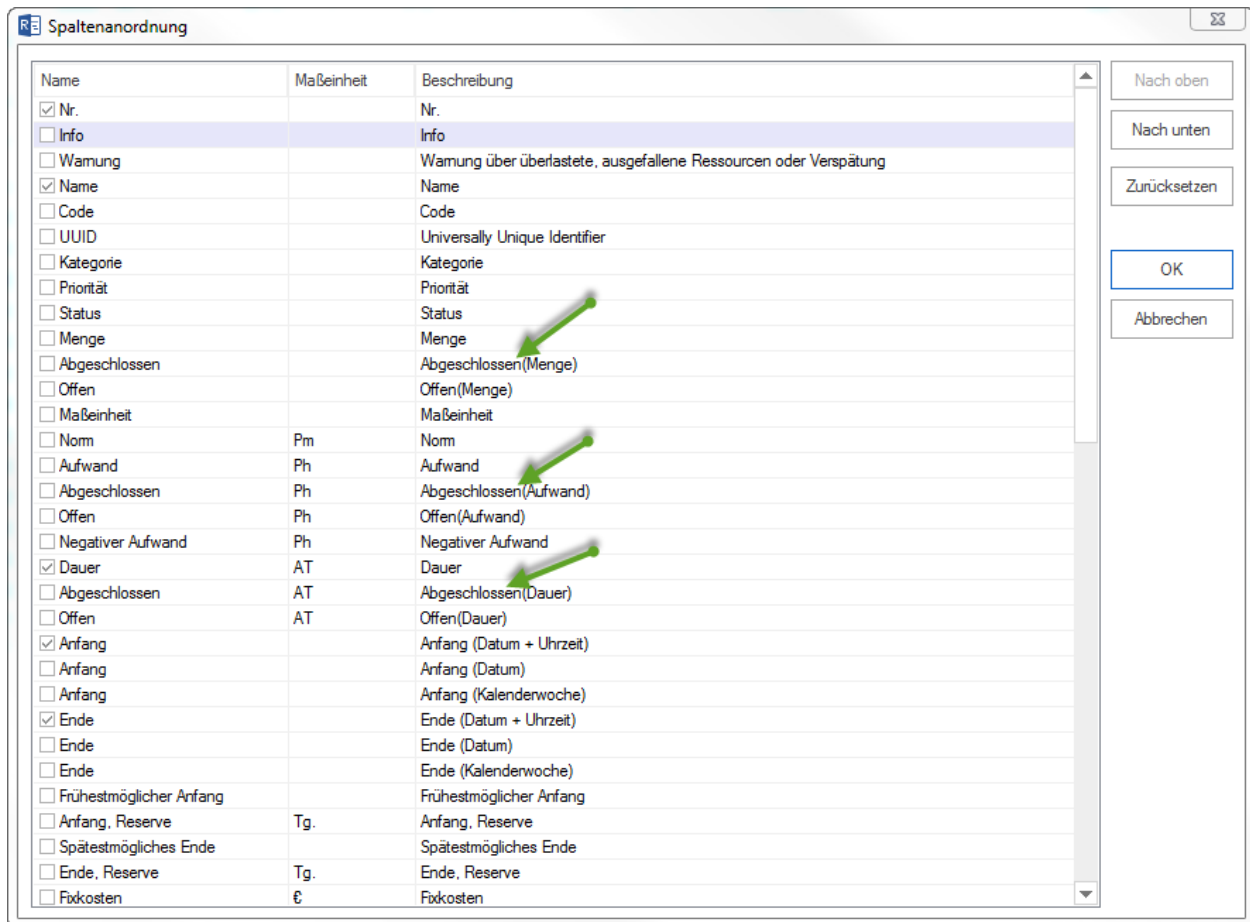 Spaltenanordnung
Name Maßeinheit Beschreibung
Nr. Nr.
Info Info
Warnung Warnung über überlastete, ausgefallene Ressourcen oder Verspätung
Name Name
Code Code
UUID Universally Unique Identifier
Kategorie Kategorie
Priorität Priorität
Status Status
Menge Menge
Abgeschlossen Abgeschlossen(Menge)
Offen Offen(Menge)
Maßeinheit Maßeinheit
Norm Pm Norm
Aufwand Ph Aufwand
Abgeschlossen Ph Abgeschlossen(Aufwand)
Offen Ph Offen(Aufwand)
Negativer Aufwand Ph Negativer Aufwand
Dauer AT Dauer
Abgeschlossen AT Abgeschlossen(Dauer)
Offen AT Offen(Dauer)
Anfang Anfang (Datum + Uhrzeit)
Anfang Anfang (Datum)
Anfang Anfang (Kalenderwoche)
Ende Ende (Datum + Uhrzeit)
Ende Ende (Datum)
Ende Ende (Kalenderwoche)
Frühestmöglicher Anfang Frühestmöglicher Anfang
Anfang, Reserve Tg. Anfang, Reserve
Spätestmögliches Ende Spätestmögliches Ende
Ende, Reserve Tg. Ende, Reserve
Fixkosten € Fixkosten
Nach oben
Nach unten
Zurücksetzen
OK
Abbrechen